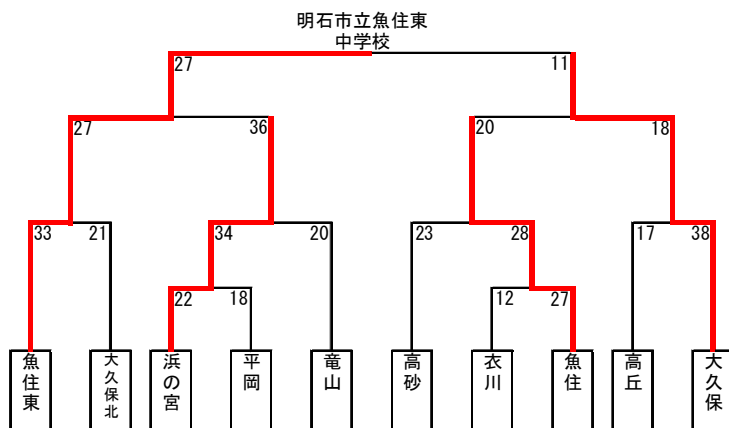 明石市立魚住東
中学校
27
11
27
36
20
18
33
21
34
20
23
28
17
38
22
18
12
27
魚住東
大久保北
浜の宮
平岡
竜山
高砂
衣川
魚住
高丘
大久保